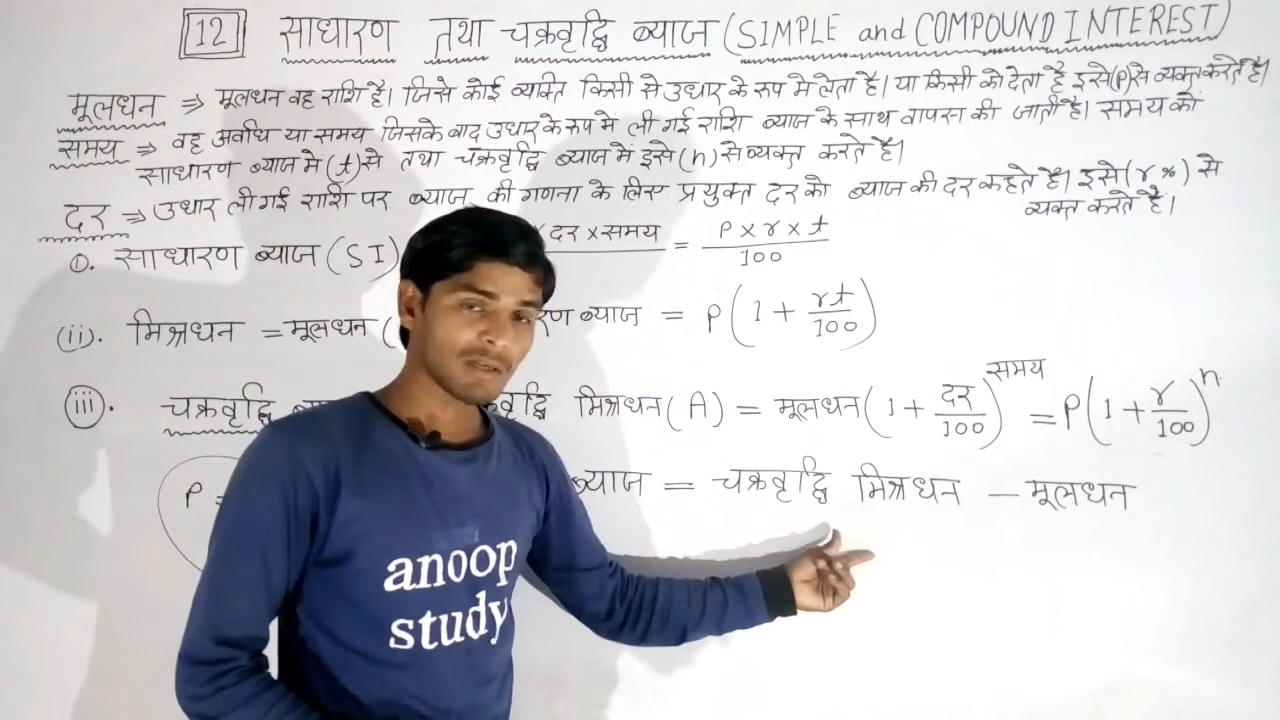 12 साधारण तथा चक्रवृद्धि ब्याज (SIMPLE and COMPOUND INTEREST)
मूलधन ⇒ मूलधन वह राशि है। जिसे कोई व्यक्ति किसी से उधार के रूप मे लेता है। या किसी को देता है इसे (P) से व्यक्त करते है।
समय ⇒ वह अवधि या समय जिसके बाद उधार के रूप मे ली गई राशि ब्याज के साथ वापस की जाती है। समय को
साधारण ब्याज मे (t) से तथा चक्रवृद्धि ब्याज में इसे (n) से व्यक्त करते है।
दर ⇒ उधार ली गई राशि पर ब्याज की गणना के लिए प्रयुक्त दर को ब्याज की दर कहते है। इसे (r %) से
व्यक्त करते है।
साधारण ब्याज (SI) × दर × समय = P × r × t / 100
(ii). मिश्रधन = मूलधन ( ब्याज = P(1 + rt/100)
(iii). चक्रवृद्धि मिश्रधन (A) = मूलधन (1 + दर/100)^समय = P(1 + r/100)^n
P = ब्याज = चक्रवृद्धि मिश्रधन – मूलधन
anoop
study